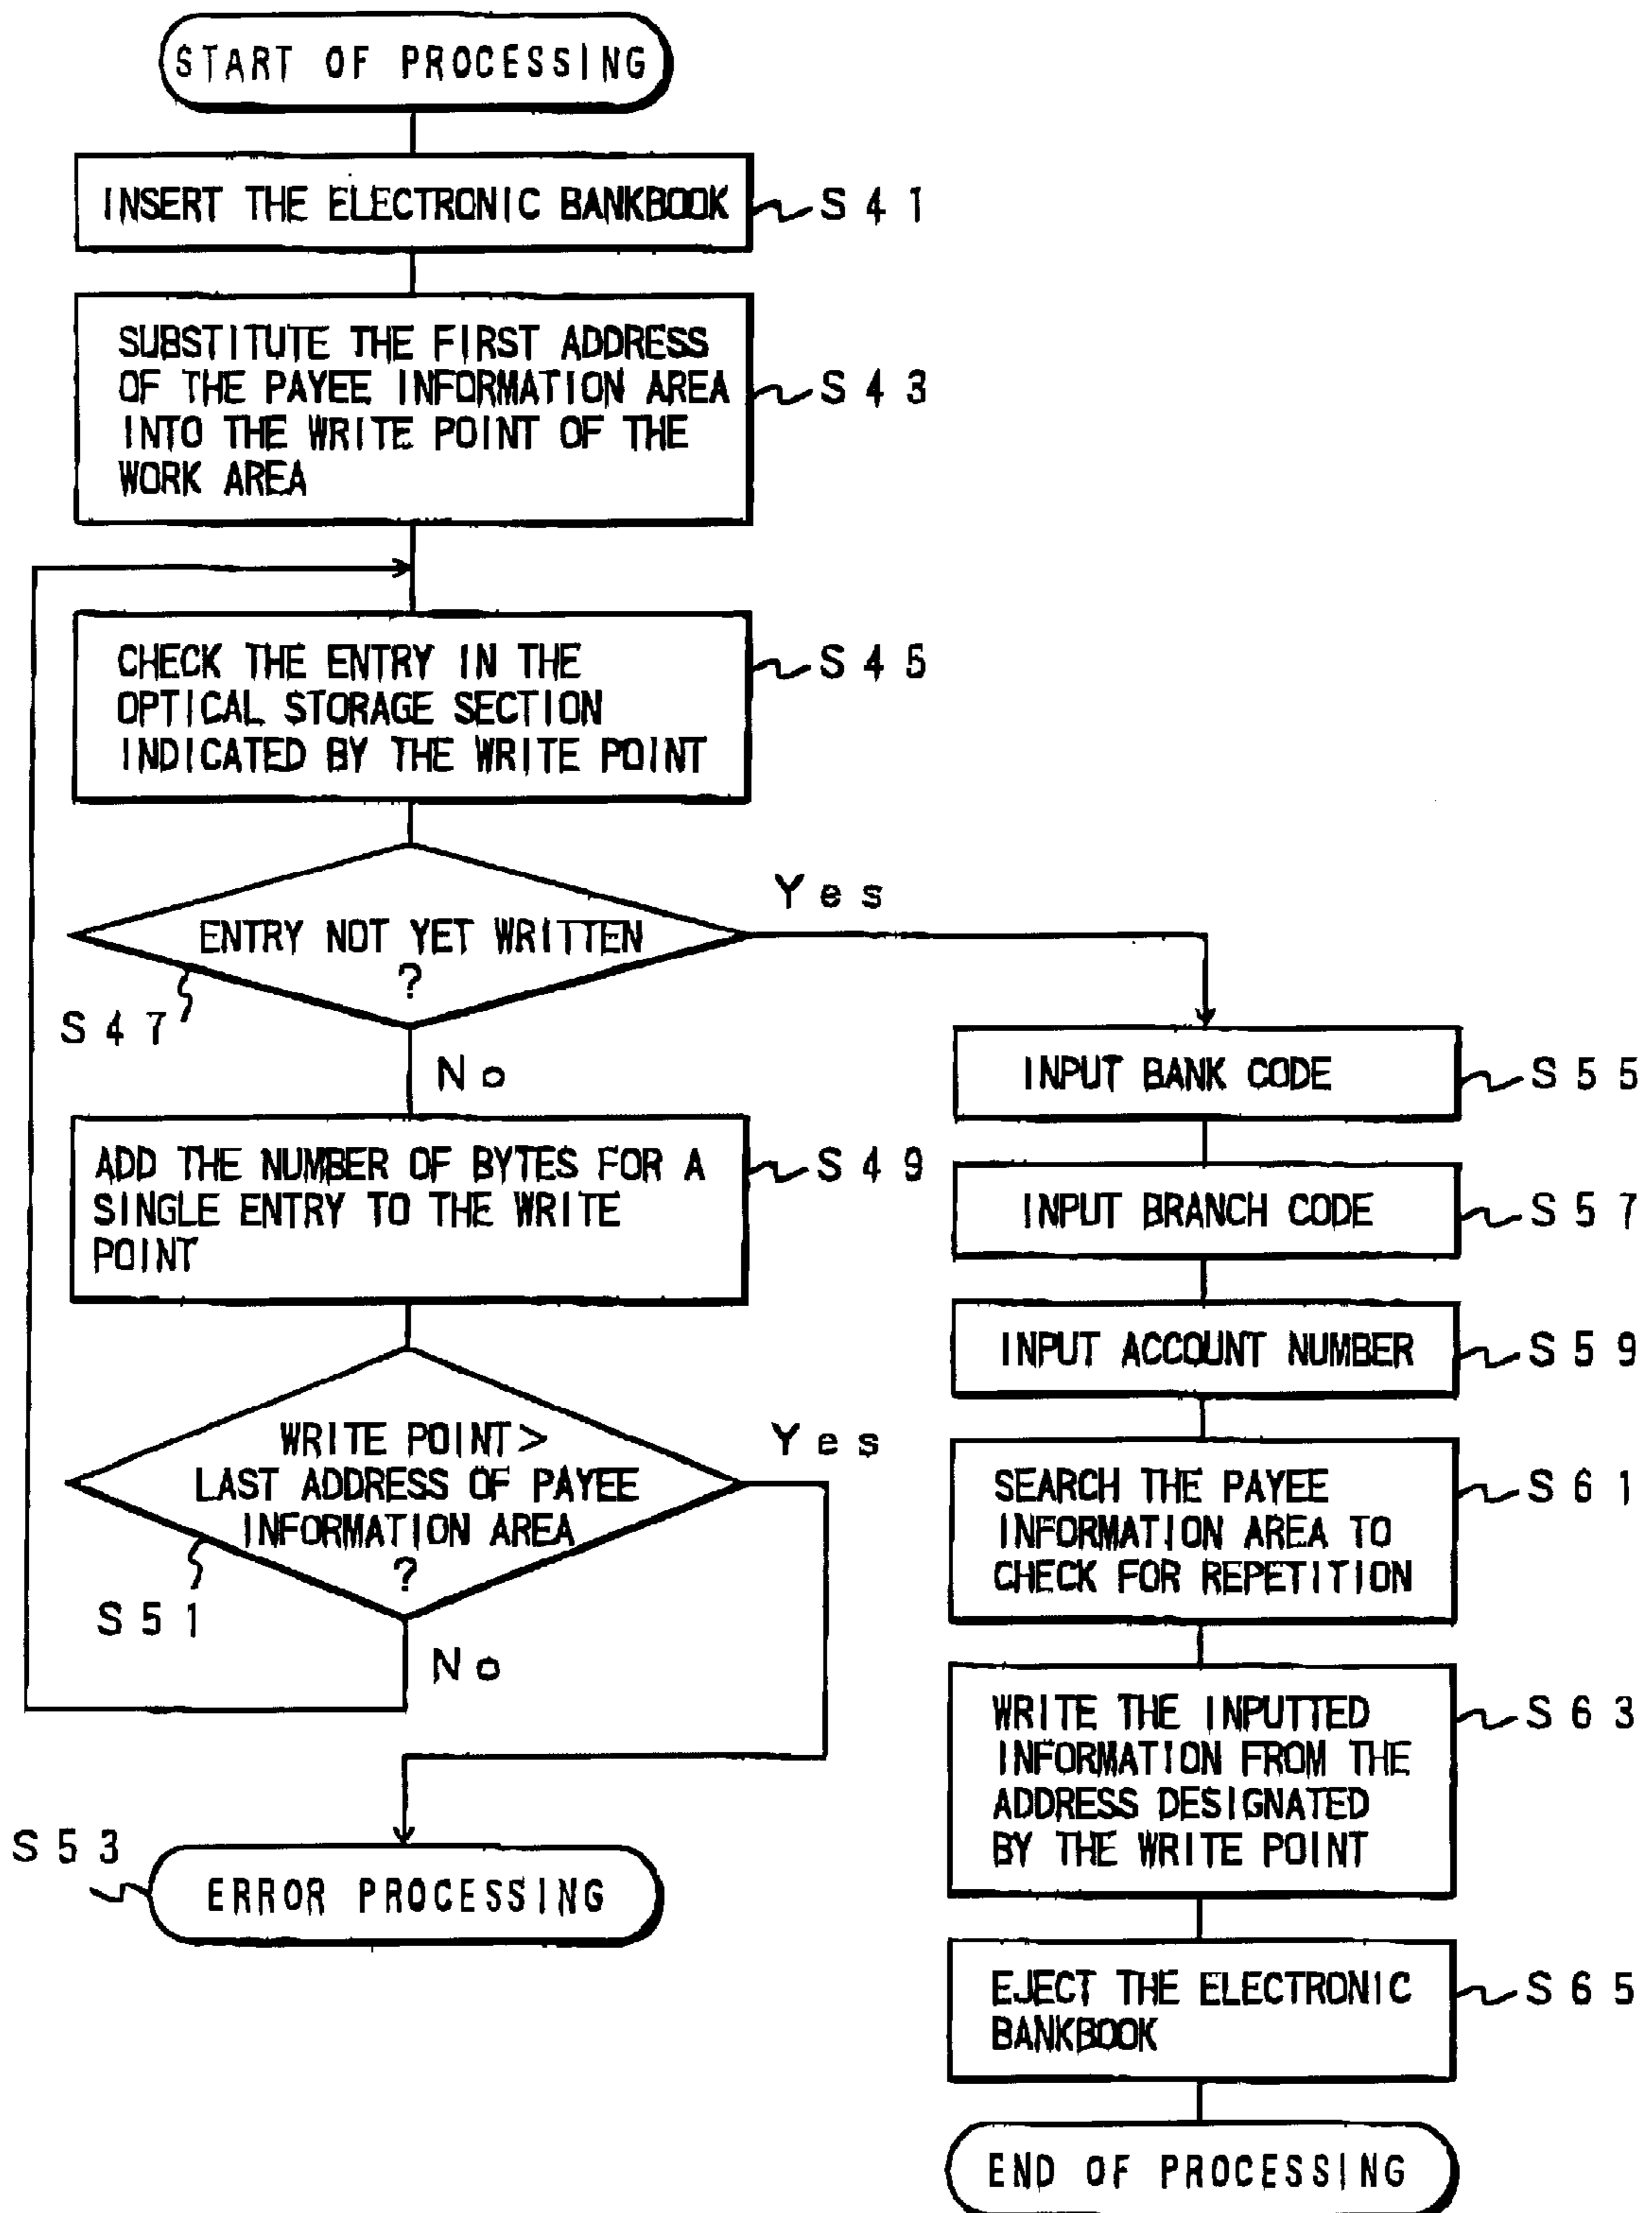 START OF PROCESSING
INSERT THE ELECTRONIC BANKBOOK
S41
SUBSTITUTE THE FIRST ADDRESS
OF THE PAYEE INFORMATION AREA
INTO THE WRITE POINT OF THE
WORK AREA
S43
CHECK THE ENTRY IN THE
OPTICAL STORAGE SECTION
INDICATED BY THE WRITE POINT
S45
ENTRY NOT YET WRITTEN
?
S47
Yes
No
ADD THE NUMBER OF BYTES FOR A
SINGLE ENTRY TO THE WRITE
POINT
S49
WRITE POINT>
LAST ADDRESS OF PAYEE
INFORMATION AREA
?
S51
Yes
No
S53
ERROR PROCESSING
INPUT BANK CODE
S55
INPUT BRANCH CODE
S57
INPUT ACCOUNT NUMBER
S59
SEARCH THE PAYEE
INFORMATION AREA TO
CHECK FOR REPETITION
S61
WRITE THE INPUTTED
INFORMATION FROM THE
ADDRESS DESIGNATED
BY THE WRITE POINT
S63
EJECT THE ELECTRONIC
BANKBOOK
S65
END OF PROCESSING